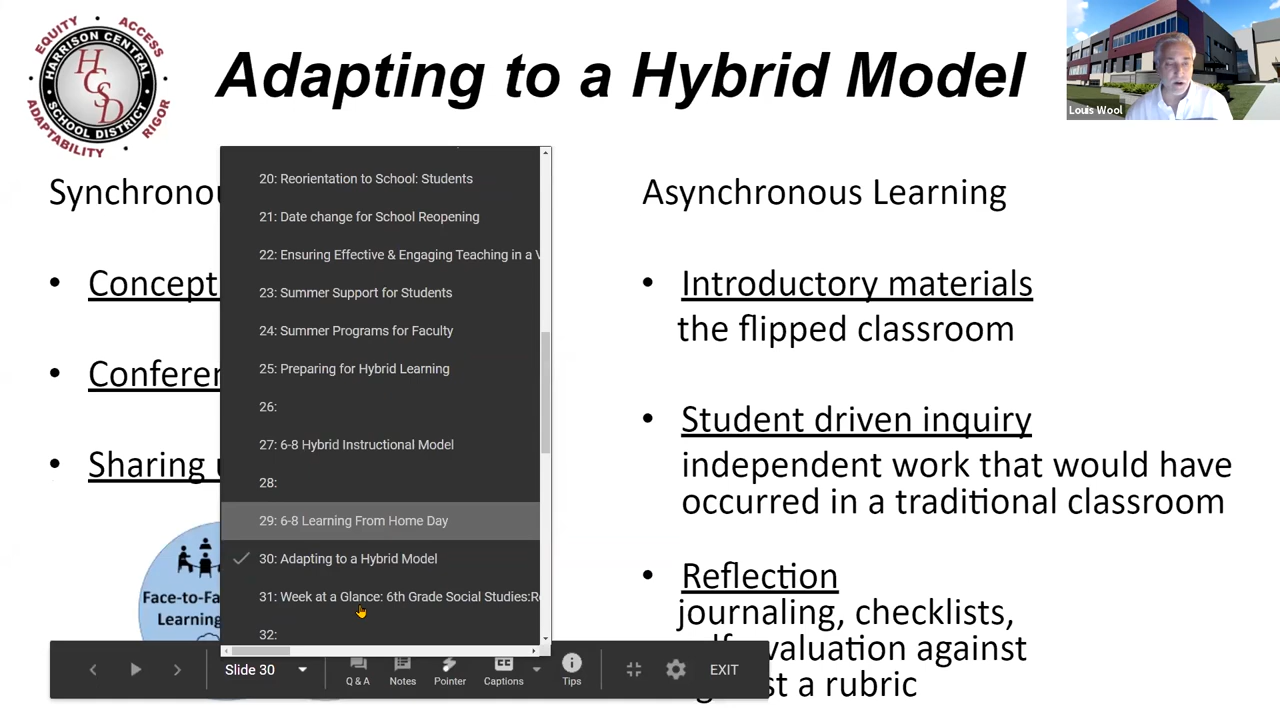 EQUITY ACCESS
HARRISON CENTRAL
HCSD
SCHOOL DISTRICT
ADAPTABILITY RIGOR
Adapting to a Hybrid Model
Louis Wool
Asynchronous Learning
• Introductory materials
the flipped classroom
• Student driven inquiry
independent work that would have
occurred in a traditional classroom
• Reflection
journaling, checklists,
valuation against
a rubric
•
•
• Sharing
20: Reorientation to School: Students
21: Date change for School Reopening
22: Ensuring Effective & Engaging Teaching in a V
23: Summer Support for Students
24: Summer Programs for Faculty
25: Preparing for Hybrid Learning
26:
27: 6-8 Hybrid Instructional Model
28:
29: 6-8 Learning From Home Day
30: Adapting to a Hybrid Model
31: Week at a Glance: 6th Grade Social Studies:R
32:
Face-to-Fa
Learning
Slide 30
Q & A
Notes
Pointer
Captions
Tips
EXIT